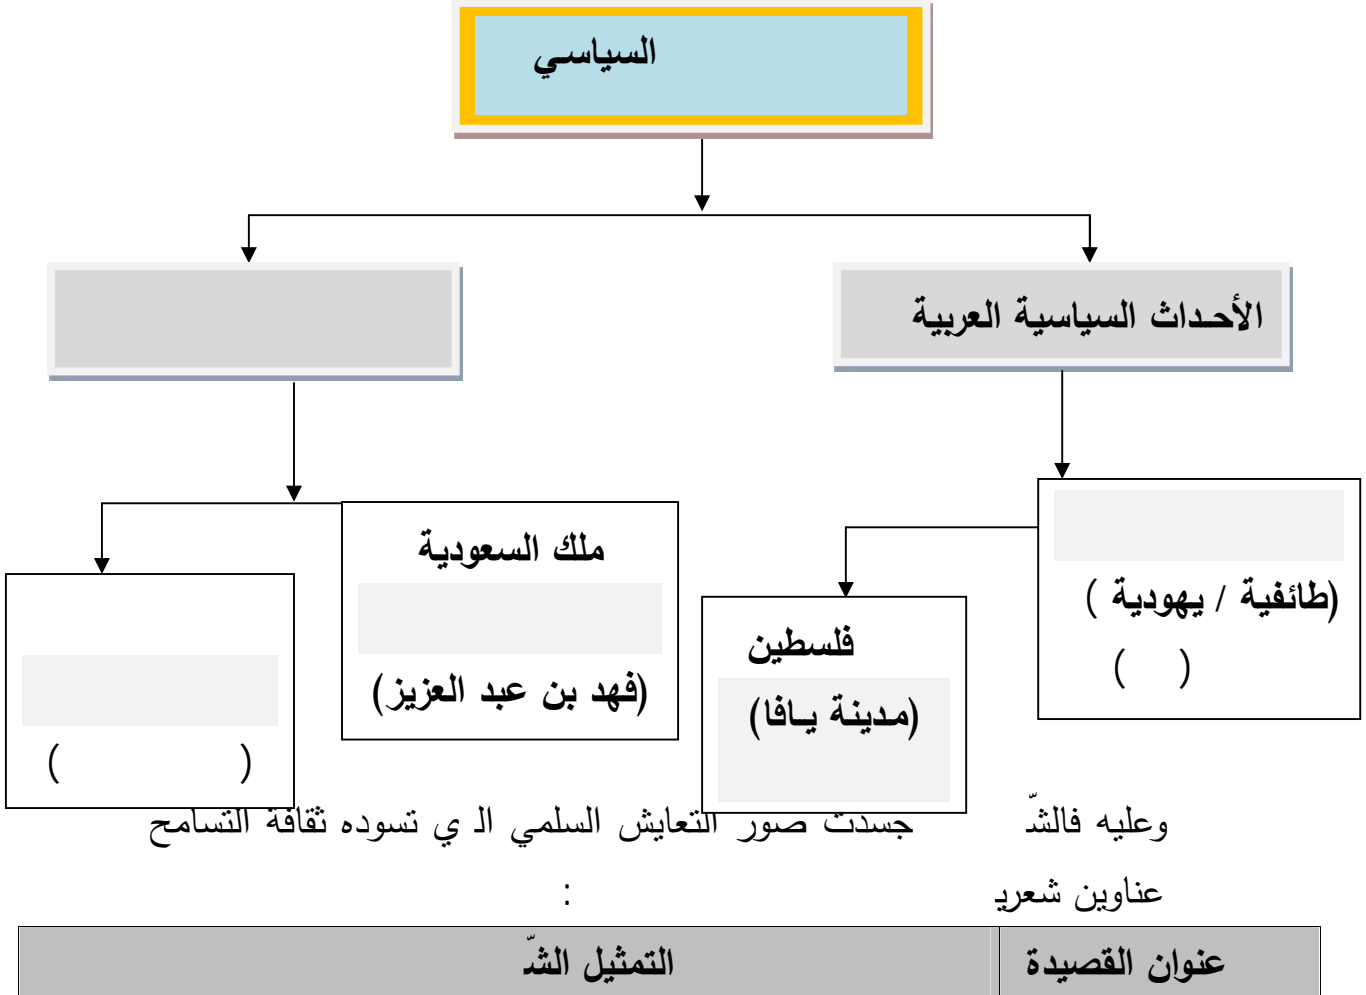 السياسي
الأحداث السياسية العربية
(طائفية / يهودية )
( )
فلسطين
(مدينة يافا)
ملك السعودية
(فهد بن عبد العزيز)
( )
وعليه فالشّ جسدت صور التعايش السلمي الـ ي تسوده ثقافة التسامح
عناوين شعريـ :
عنوان القصيدة التمثيل الشّ